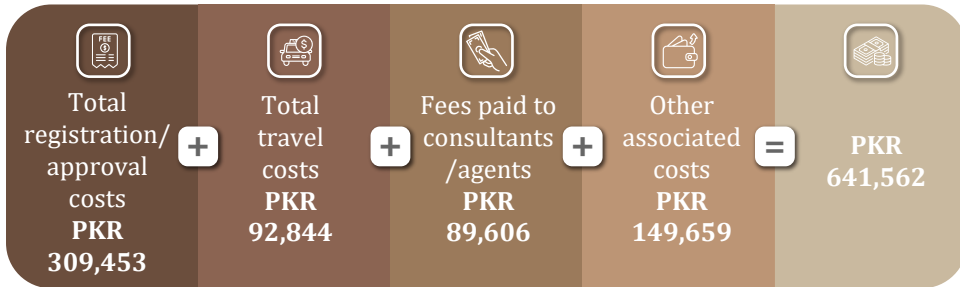 FEE
Total
registration/
approval
costs
PKR
309,453
+
Total
travel
costs
PKR
92,844
+
Fees paid to
consultants
/agents
PKR
89,606
+
Other
associated
costs
PKR
149,659
=
PKR
641,562